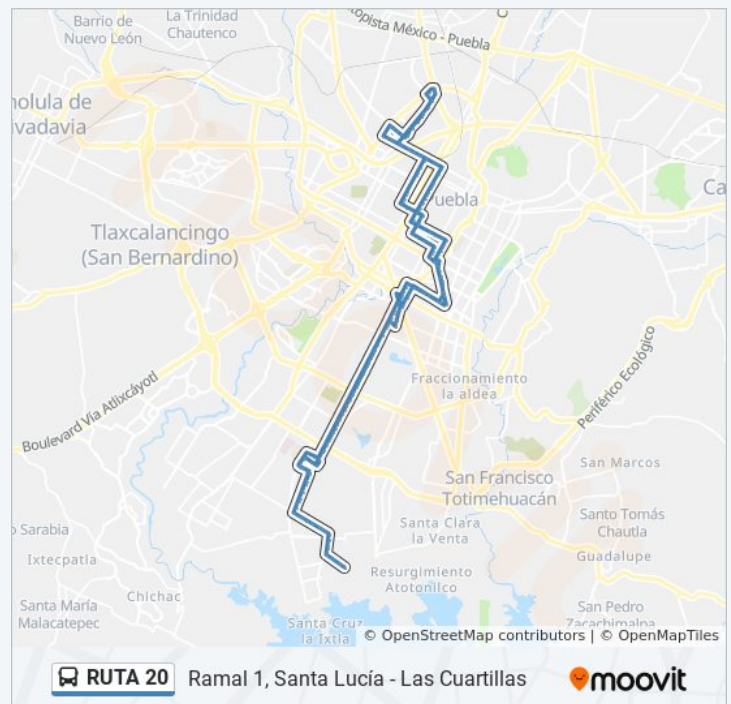 Barrio de
Nuevo León
La Trinidad
Chautenco
topista México - Puebla
C
nolula de
ivadavia
Puebla
Ca
Tlaxcalancingo
(San Bernardino)
Periférico Ecológico
Fraccionamiento
la aldea
Boulevard Vía Atlixcáyotl
San Marcos
San Francisco
Totimehuacán
o Sarabia
Santa Clara
la Venta
Santo Tomás
Chautla
Ixtecpatla
Guadalupe
Resurgimiento
Atotonilco
Chichac
Santa María
Malacatepec
San Pedro
Zacachimalpa
Santa Cruz
la Ixtla
© OpenStreetMap contributors | © OpenMapTiles
RUTA 20
Ramal 1, Santa Lucía - Las Cuartillas
moovit